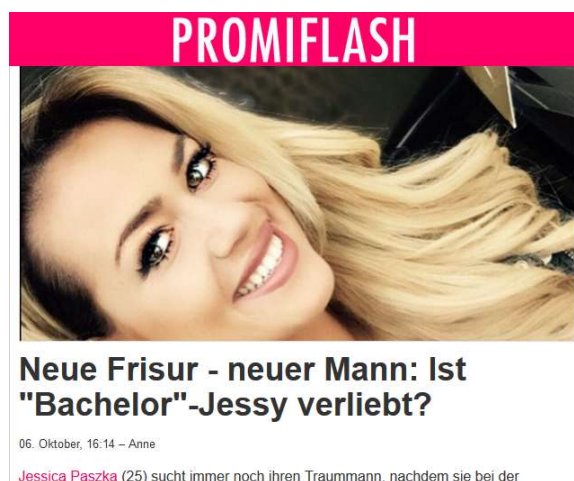 PROMIFLASH
Neue Frisur - neuer Mann: Ist
"Bachelor"-Jessy verliebt?
06. Oktober, 16:14 – Anne
Jessica Paszka (25) sucht immer noch ihren Traummann, nachdem sie bei der